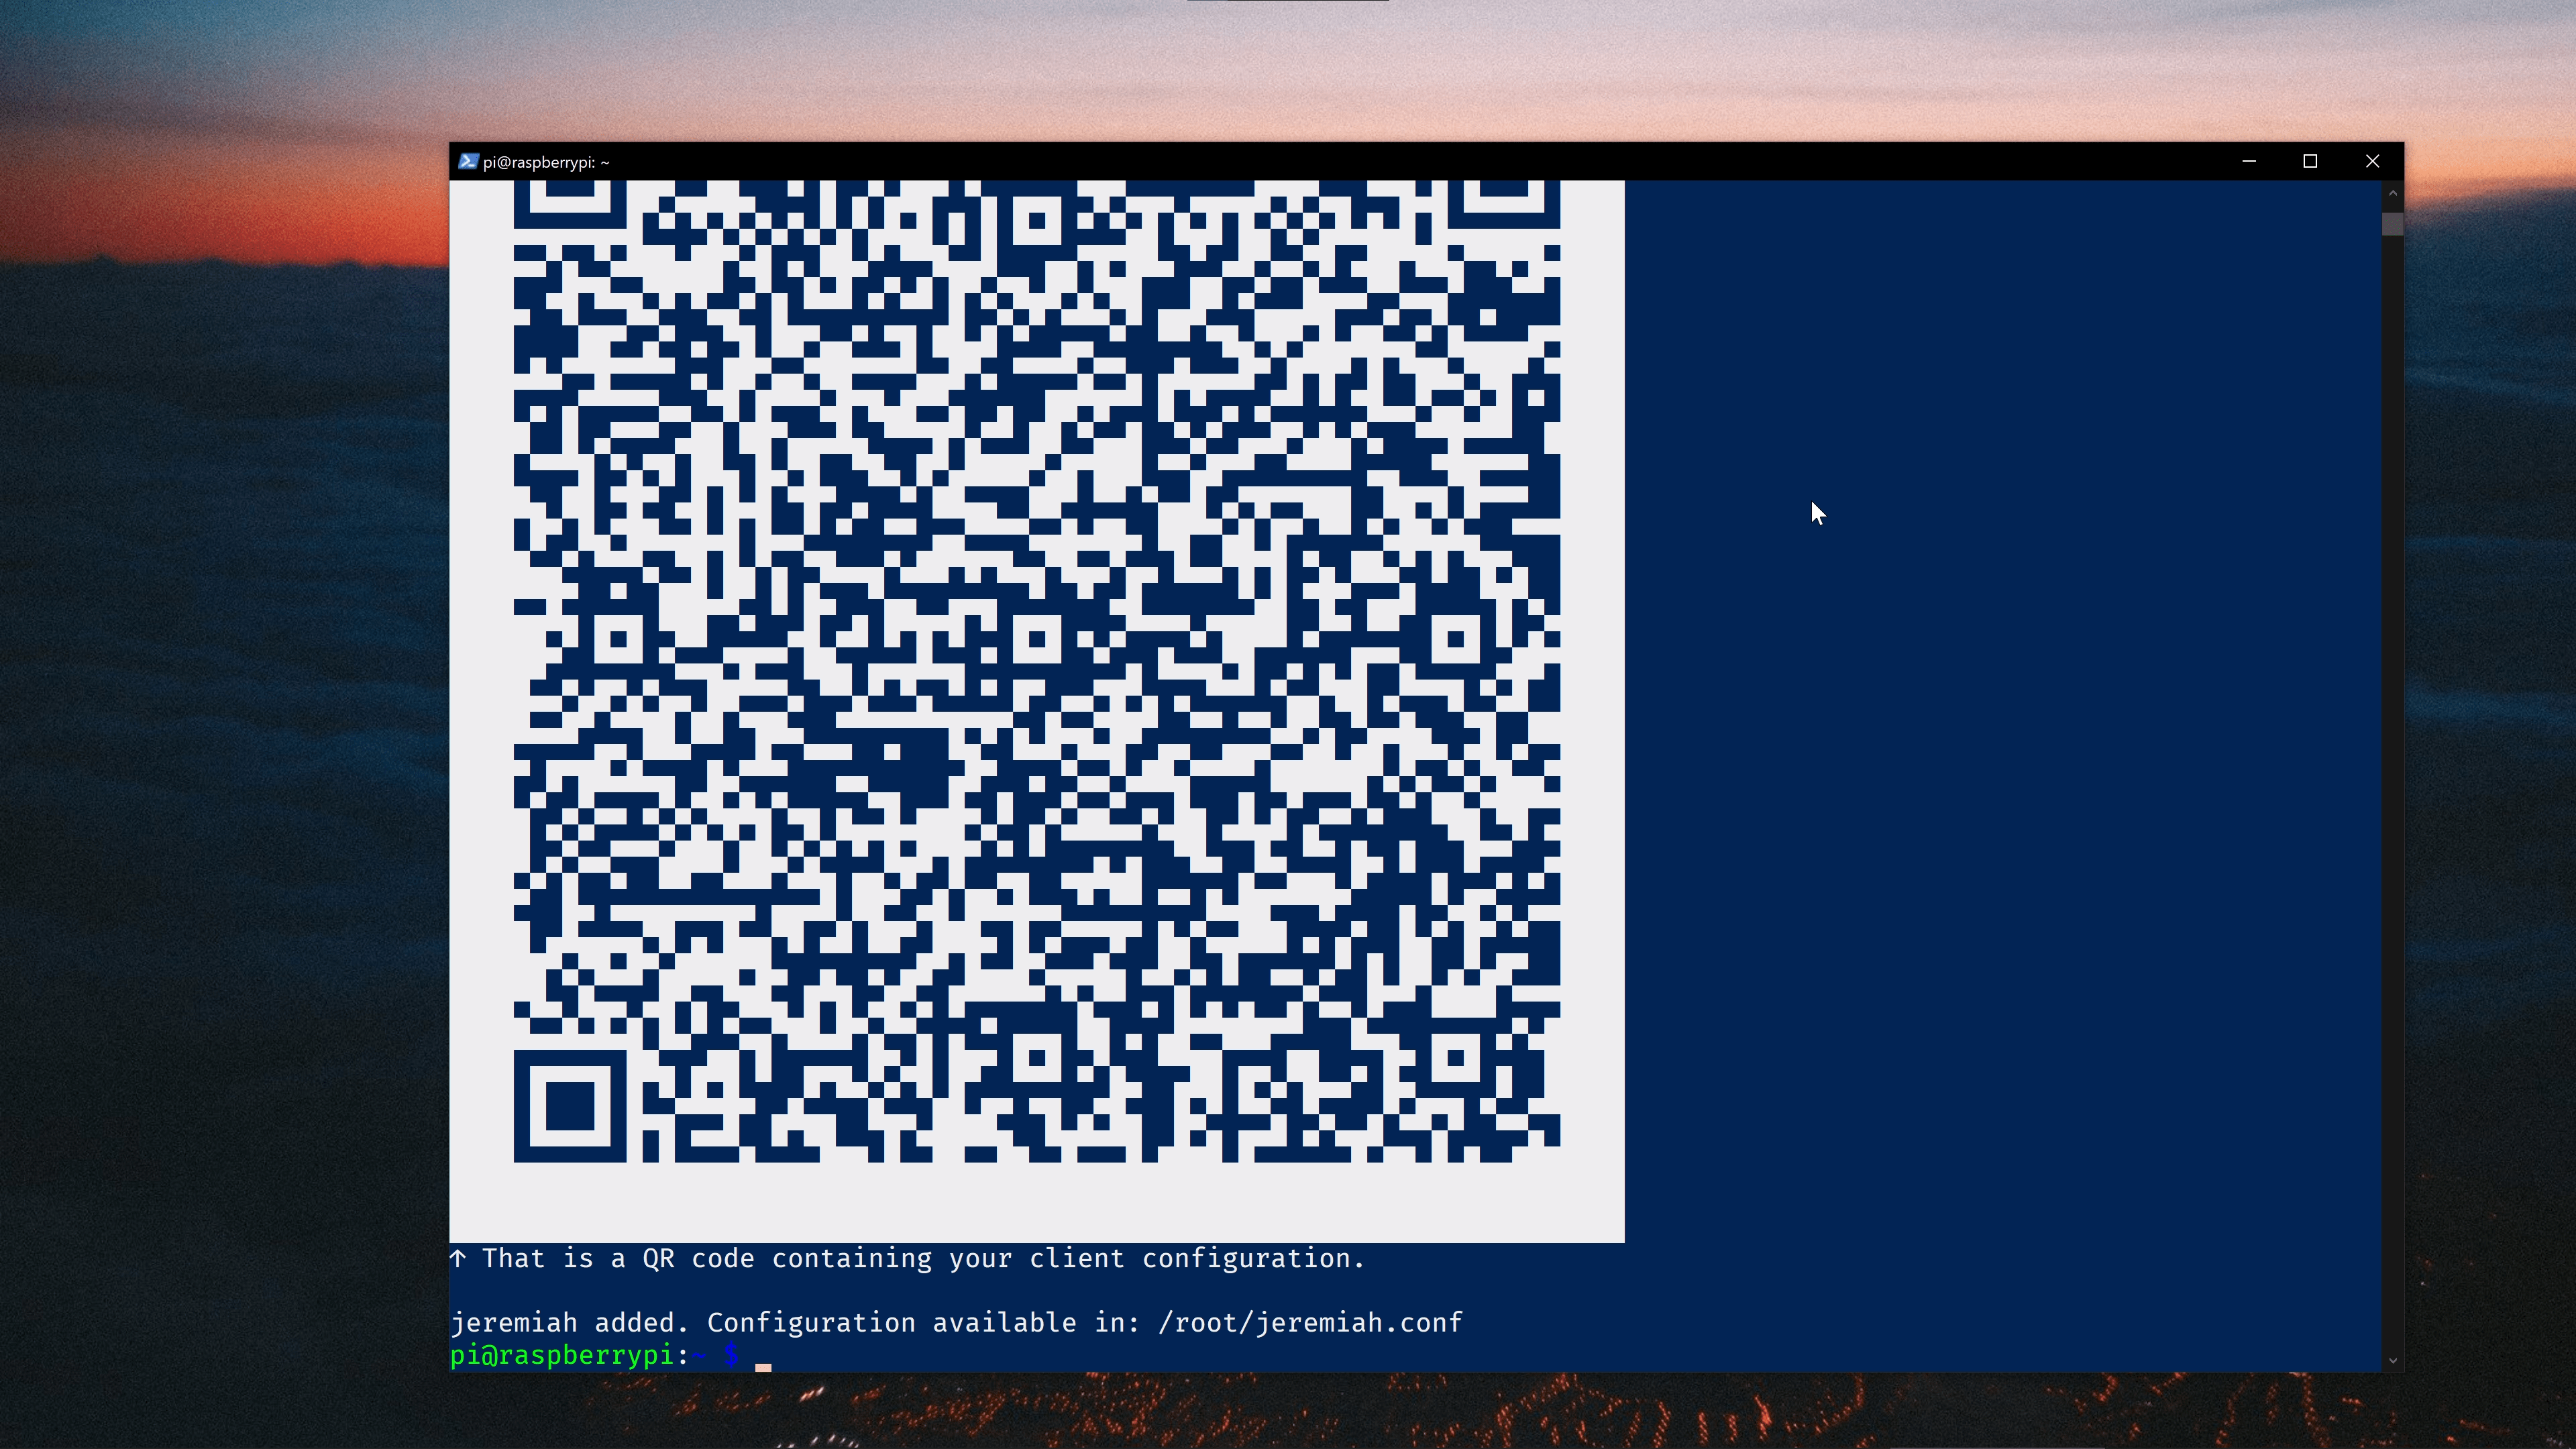 pi@raspberrypi: ~
↑ That is a QR code containing your client configuration.
jeremiah added. Configuration available in: /root/jeremiah.conf
pi@raspberrypi:~ $